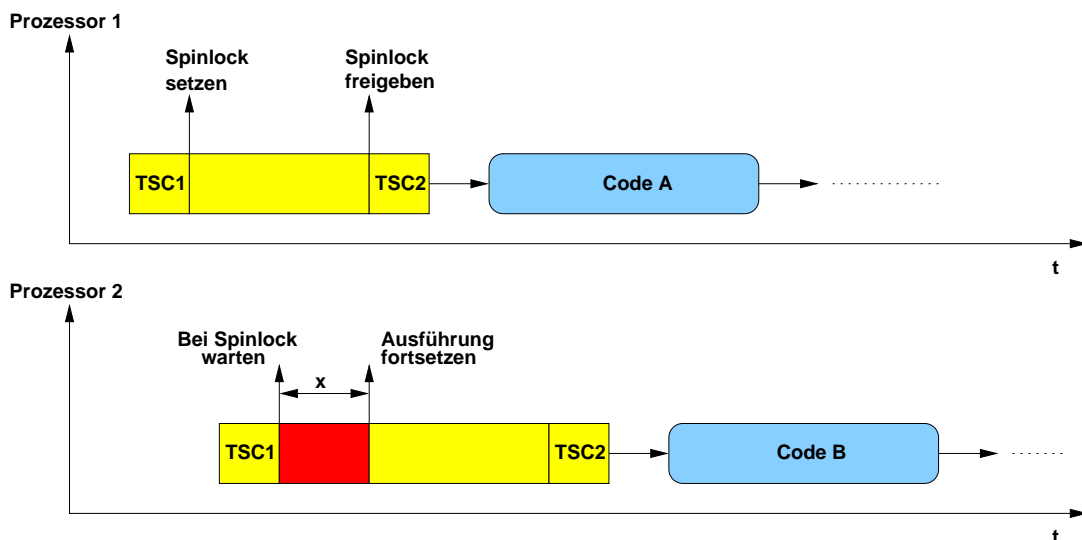 Prozessor 1
Spinlock
setzen
Spinlock
freigeben
TSC1
TSC2
Code A
t
Prozessor 2
Bei Spinlock
warten
Ausführung
fortsetzen
x
TSC1
TSC2
Code B
t